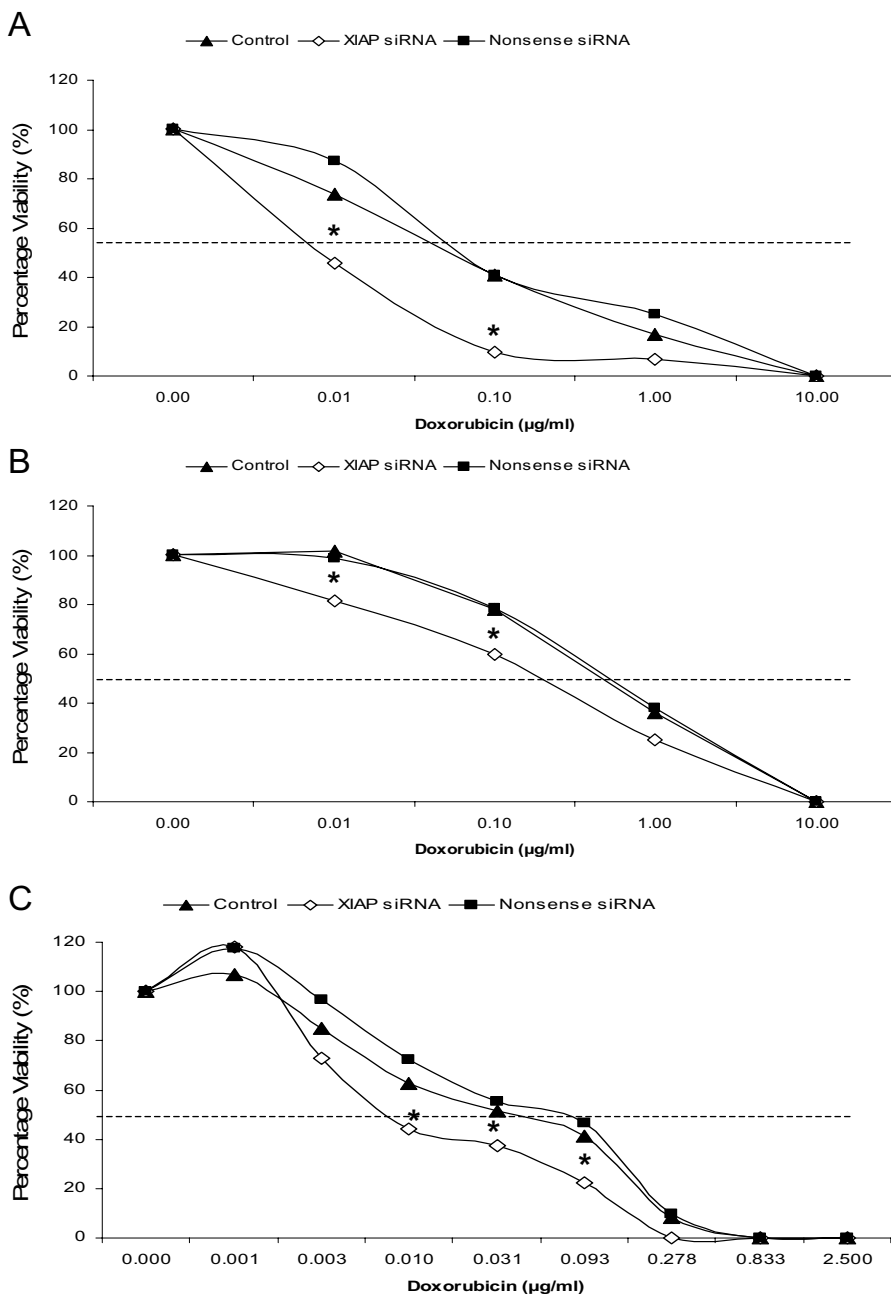 A
Control XIAP siRNA Nonsense siRNA
Percentage Viability (%)
120
100
80
60
40
20
0
*
*
0.00 0.01 0.10 1.00 10.00
Doxorubicin (µg/ml)
B
Control XIAP siRNA Nonsense siRNA
Percentage Viability (%)
120
100
80
60
40
20
0
*
*
0.00 0.01 0.10 1.00 10.00
Doxorubicin (µg/ml)
C
Control XIAP siRNA Nonsense siRNA
Percentage Viability (%)
120
100
80
60
40
20
0
*
*
*
0.000 0.001 0.003 0.010 0.031 0.093 0.278 0.833 2.500
Doxorubicin (µg/ml)